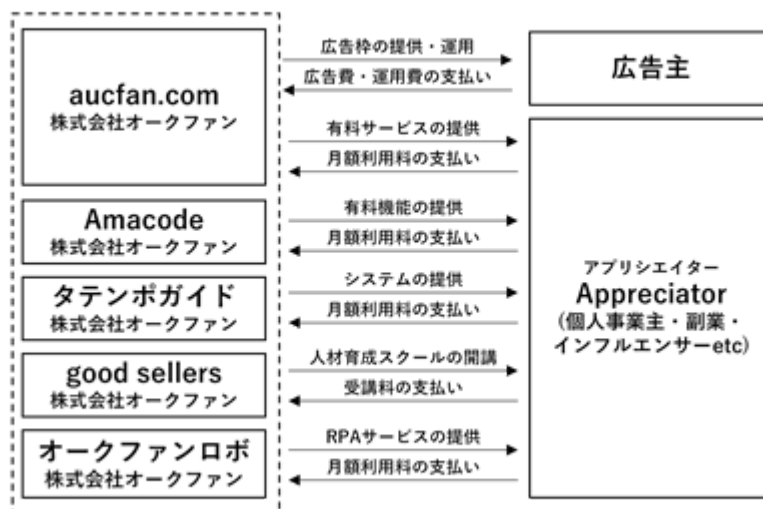 aucfan.com
株式会社オークファン
広告枠の提供・運用
広告費・運用費の支払い
広告主
有料サービスの提供
月額利用料の支払い
Amacode
株式会社オークファン
有料機能の提供
月額利用料の支払い
タテンポガイド
株式会社オークファン
システムの提供
月額利用料の支払い
good sellers
株式会社オークファン
人材育成スクールの開講
受講料の支払い
オークファンロボ
株式会社オークファン
RPAサービスの提供
月額利用料の支払い
アプリシエイター
Appreciator
(個人事業主・副業・
インフルエンサーetc)